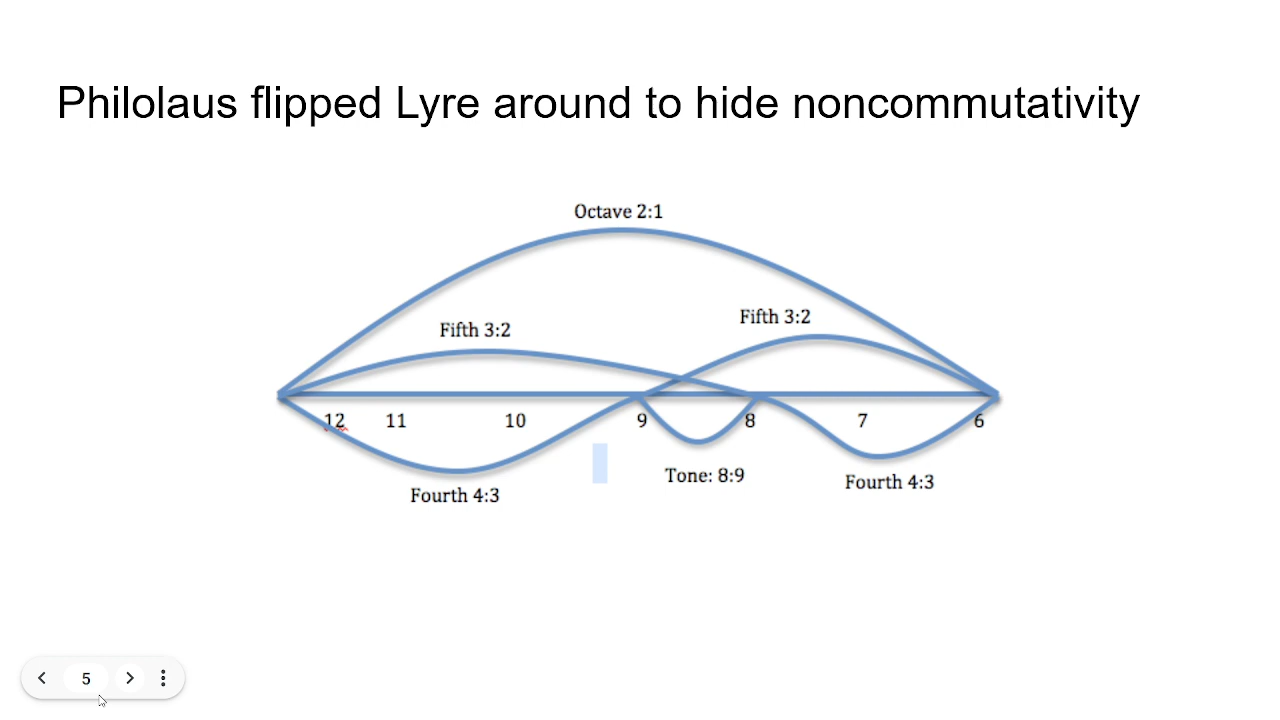 Philolaus flipped Lyre around to hide noncommutativity
Octave 2:1
Fifth 3:2
Fifth 3:2
12 11 10 9 8 7 6
Tone: 8:9
Fourth 4:3
Fourth 4:3
5